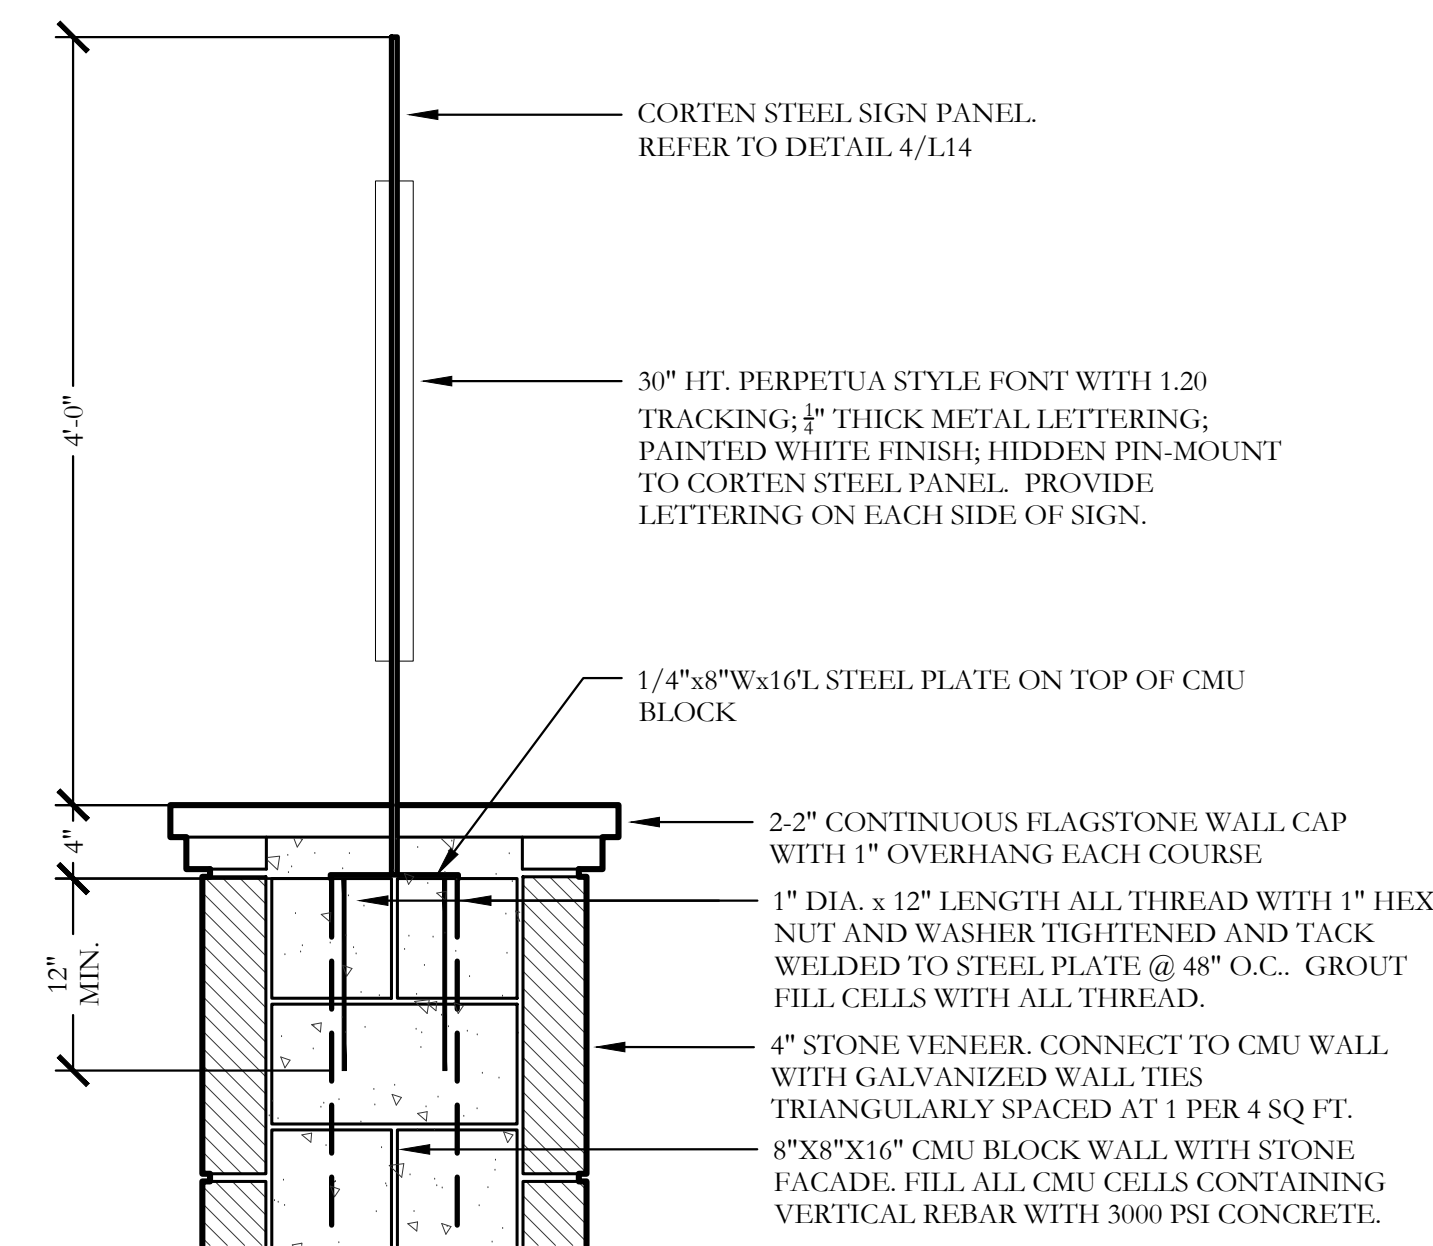 CORTEN STEEL SIGN PANEL.
REFER TO DETAIL 4/L14
4'-0"
30" HT. PERPETUA STYLE FONT WITH 1.20
TRACKING; 1/4" THICK METAL LETTERING;
PAINTED WHITE FINISH; HIDDEN PIN-MOUNT
TO CORTEN STEEL PANEL. PROVIDE
LETTERING ON EACH SIDE OF SIGN.
1/4"x8"Wx16'L STEEL PLATE ON TOP OF CMU
BLOCK
4"
2-2" CONTINUOUS FLAGSTONE WALL CAP
WITH 1" OVERHANG EACH COURSE
12"
MIN.
1" DIA. x 12" LENGTH ALL THREAD WITH 1" HEX
NUT AND WASHER TIGHTENED AND TACK
WELDED TO STEEL PLATE @ 48" O.C.. GROUT
FILL CELLS WITH ALL THREAD.
4" STONE VENEER. CONNECT TO CMU WALL
WITH GALVANIZED WALL TIES
TRIANGULARLY SPACED AT 1 PER 4 SQ FT.
8"X8"X16" CMU BLOCK WALL WITH STONE
FACADE. FILL ALL CMU CELLS CONTAINING
VERTICAL REBAR WITH 3000 PSI CONCRETE.